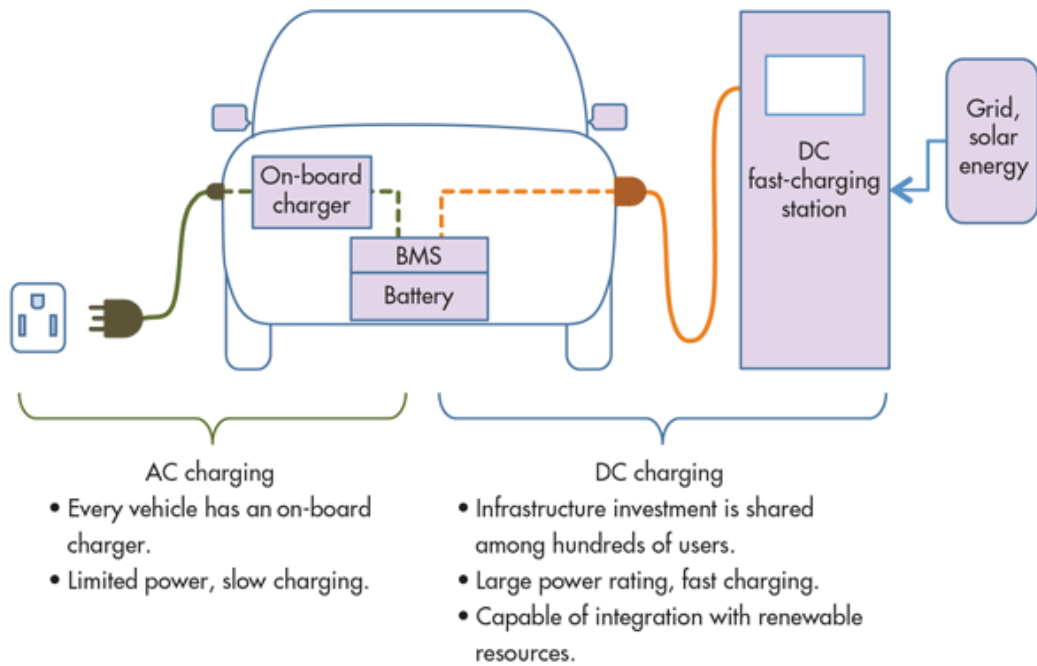 On-board
charger
BMS
Battery
DC
fast-charging
station
Grid,
solar
energy
AC charging
• Every vehicle has an on-board
charger.
• Limited power, slow charging.
DC charging
• Infrastructure investment is shared
among hundreds of users.
• Large power rating, fast charging.
• Capable of integration with renewable
resources.